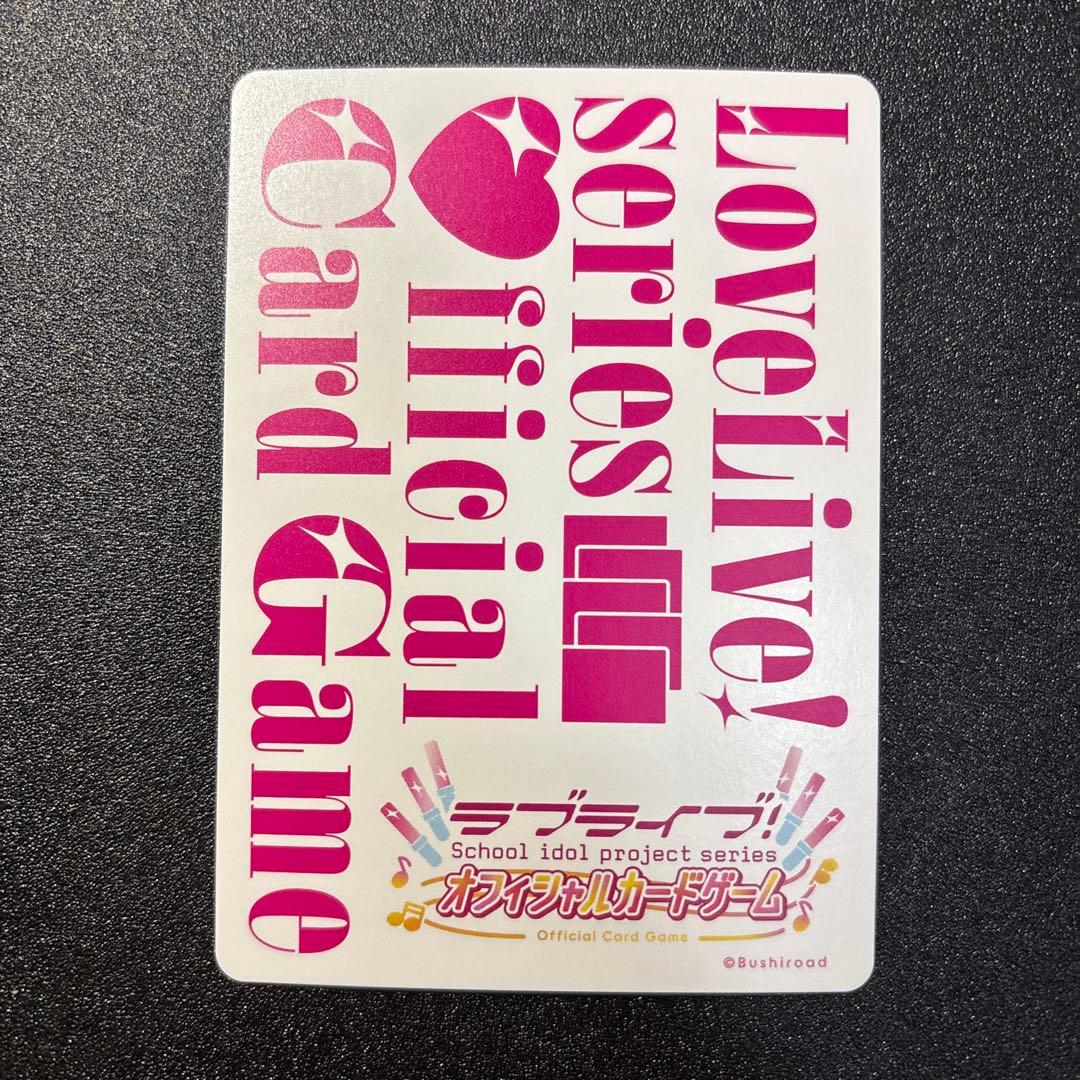 LoveLive!
series
♥fficial
Card Game
ラブライブ!
School idol project series
オフィシャルカードゲーム
Official Card Game
©Bushiroad